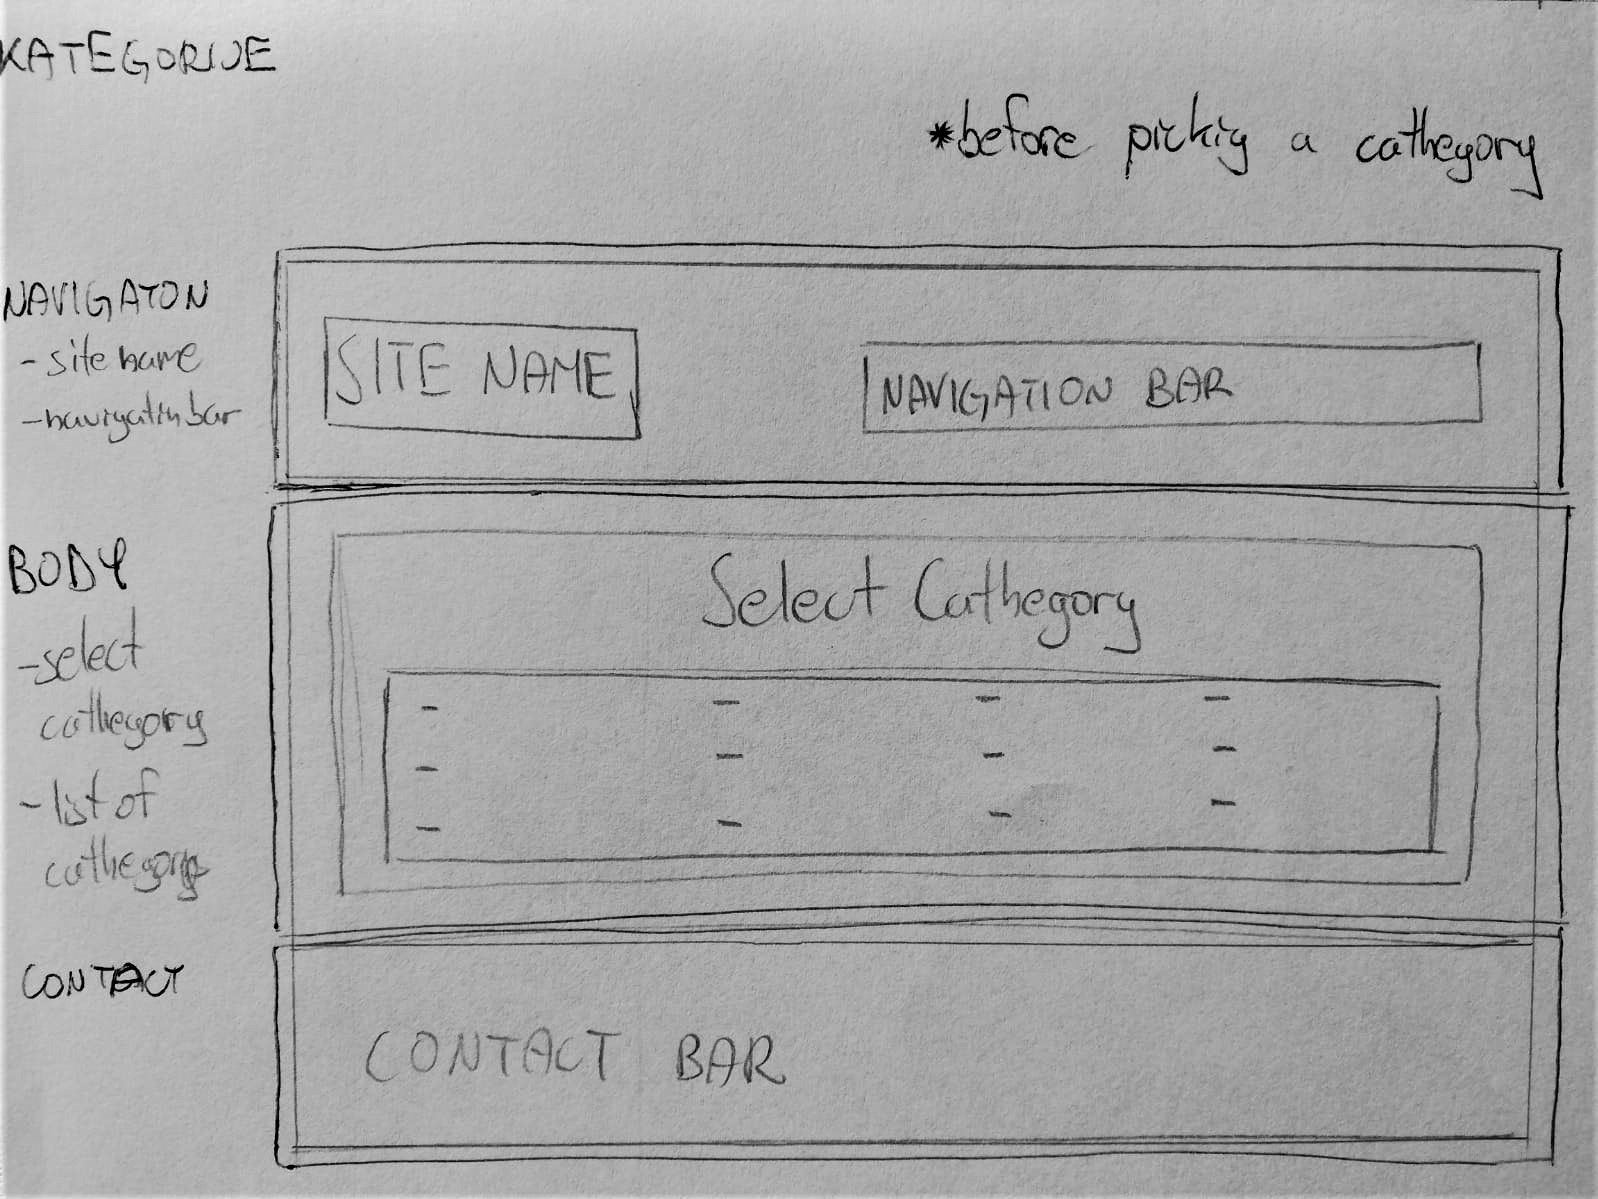 KATEGORIJE
*before pickig a cathegory
NAVIGATON
- site name
- navigatin bar
SITE NAME
NAVIGATION BAR
BODY
- select
cathegory
- list of
cathegory
Select Cathegory
CONTACT
CONTACT BAR